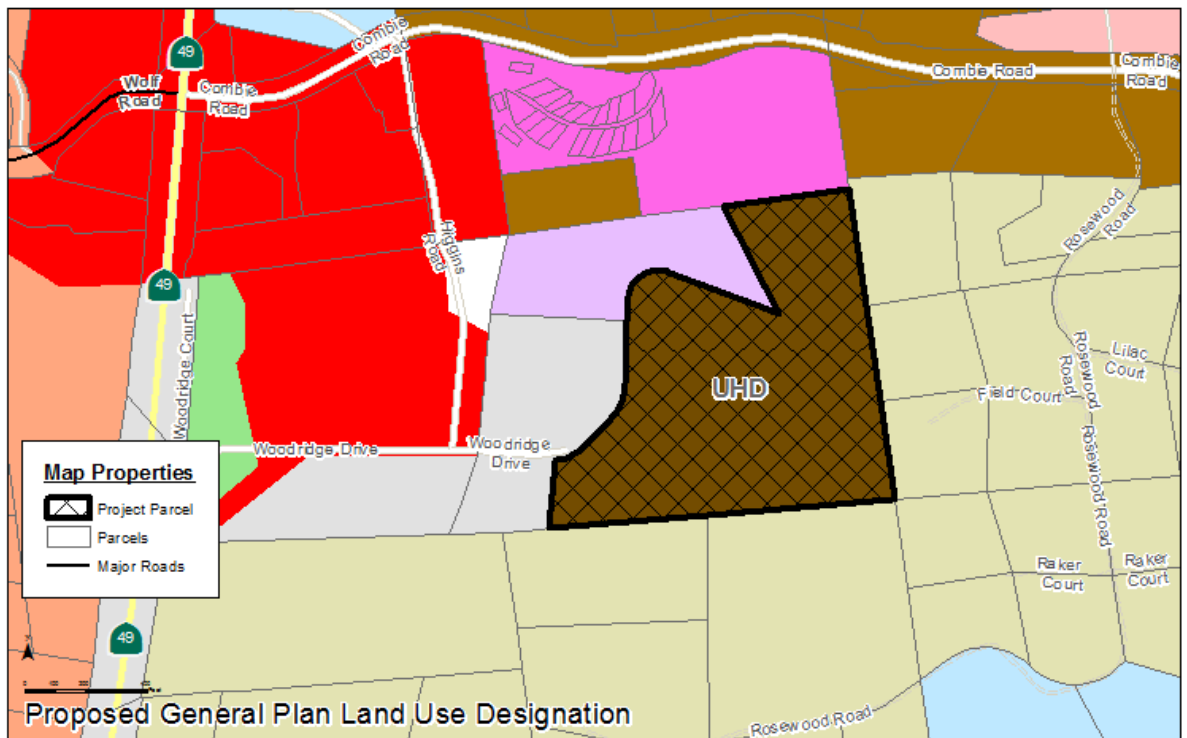 49
Combie
Road
Wolf
Road
Combie
Road
Combie Road
Combie
Road
Higgins
Road
Rosewood
Road
49
Woodridge Court
Rosewood
Road
Lilac
Court
Field Court
UHD
Woodridge Drive
Woodridge
Drive
Rosewood Road
Map Properties
Project Parcel
Parcels
Major Roads
Raker
Court
Raker
Court
49
Proposed General Plan Land Use Designation
Rosewood Road